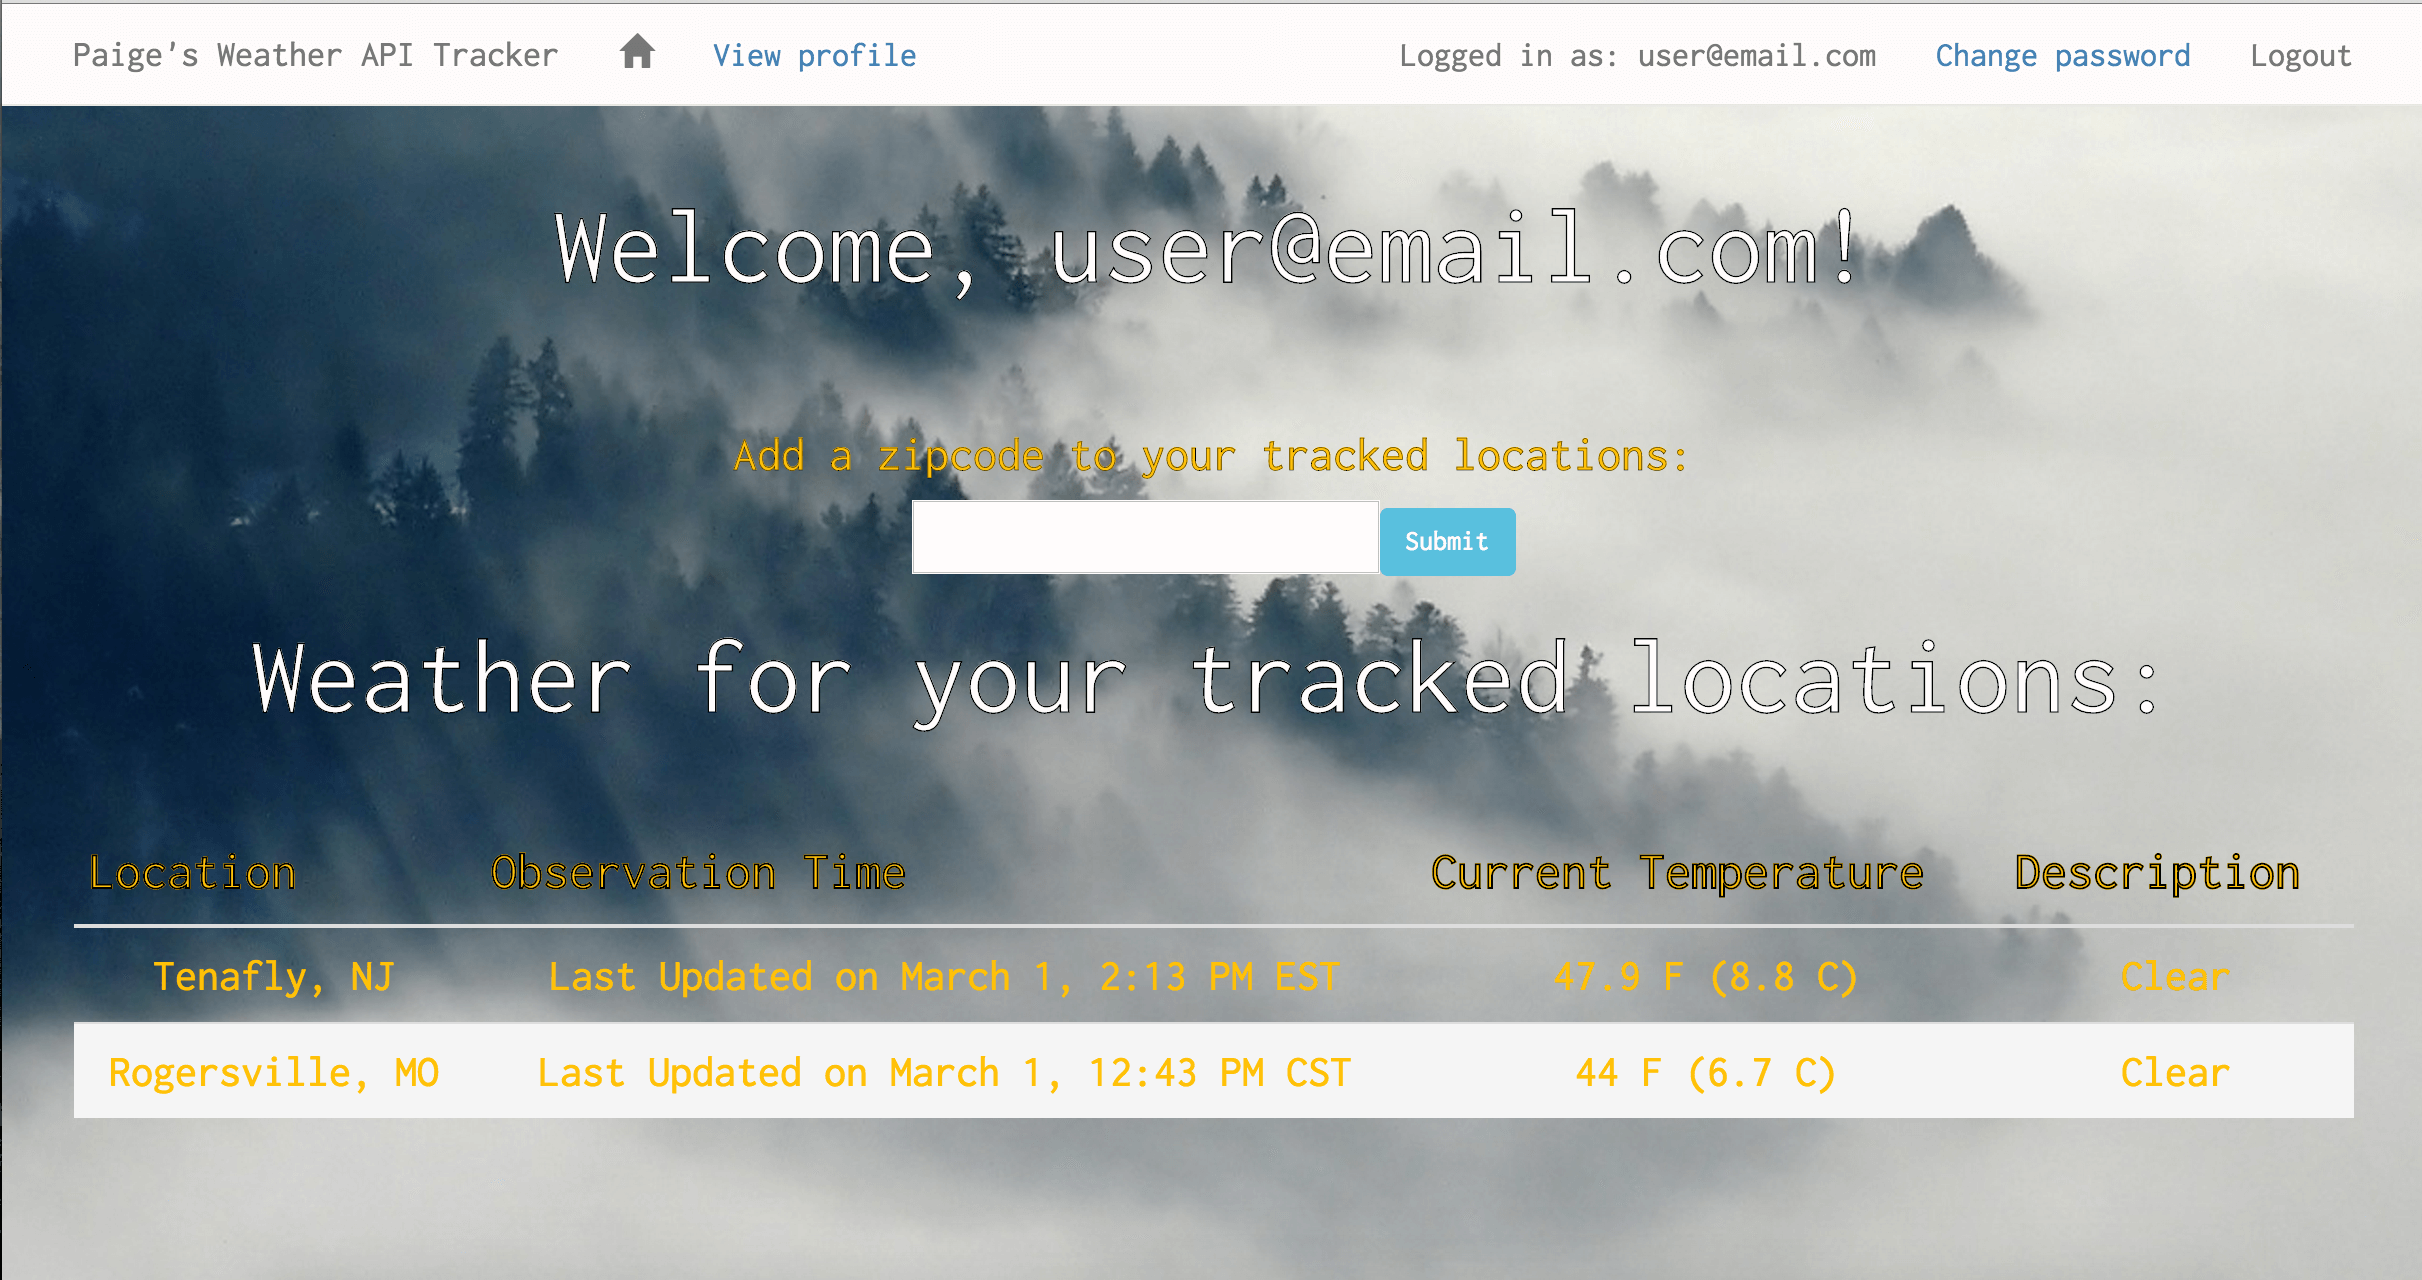 Paige's Weather API Tracker View profile Logged in as: user@email.com Change password Logout
Welcome, user@email.com!
Add a zipcode to your tracked locations:
Submit
Weather for your tracked locations:
Location Observation Time Current Temperature Description
Tenafly, NJ Last Updated on March 1, 2:13 PM EST 47.9 F (8.8 C) Clear
Rogersville, MO Last Updated on March 1, 12:43 PM CST 44 F (6.7 C) Clear